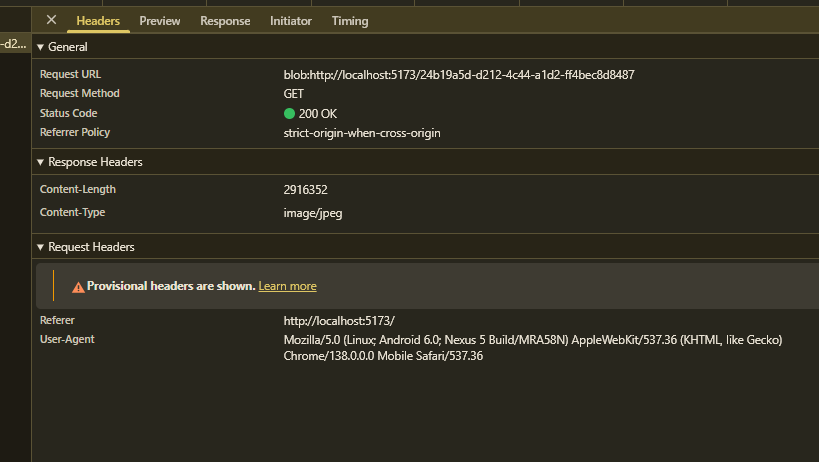 Headers Preview Response Initiator Timing
-d2...
General
Request URL blob:http://localhost:5173/24b19a5d-d212-4c44-a1d2-ff4bec8d8487
Request Method GET
Status Code 200 OK
Referrer Policy strict-origin-when-cross-origin
Response Headers
Content-Length 2916352
Content-Type image/jpeg
Request Headers
Provisional headers are shown. Learn more
Referer http://localhost:5173/
User-Agent Mozilla/5.0 (Linux; Android 6.0; Nexus 5 Build/MRA58N) AppleWebKit/537.36 (KHTML, like Gecko)
Chrome/138.0.0.0 Mobile Safari/537.36